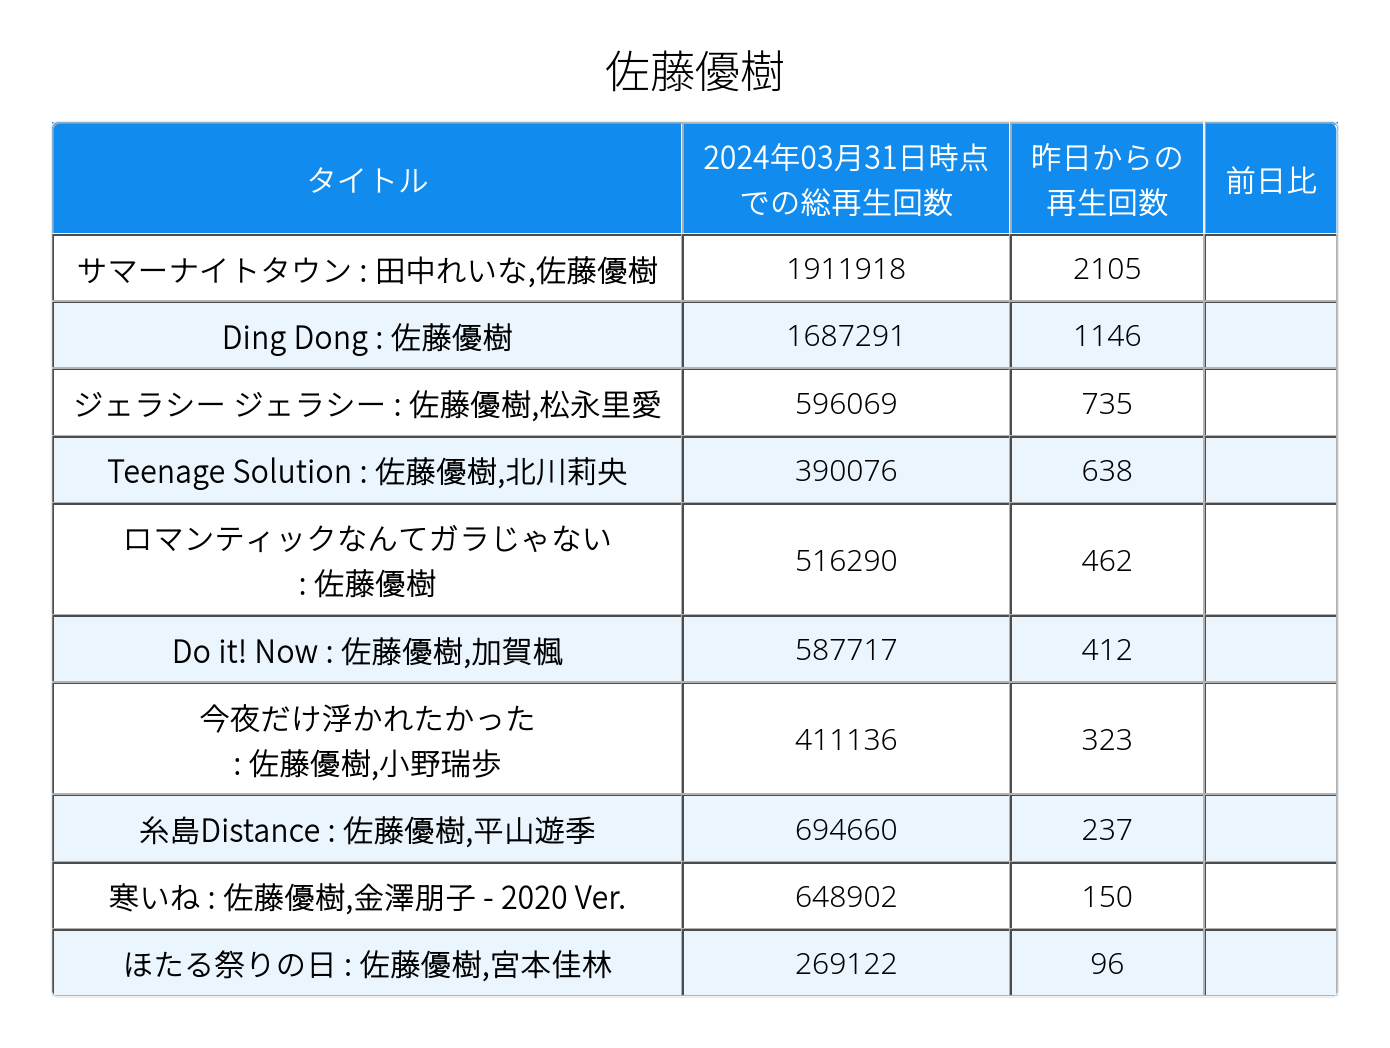 佐藤優樹
タイトル
2024年03月31日時点
での総再生回数
昨日からの
再生回数
前日比
サマーナイトタウン : 田中れいな,佐藤優樹 1911918 2105
Ding Dong : 佐藤優樹 1687291 1146
ジェラシー ジェラシー : 佐藤優樹,松永里愛 596069 735
Teenage Solution : 佐藤優樹,北川莉央 390076 638
ロマンティックなんてガラじゃない
: 佐藤優樹 516290 462
Do it! Now : 佐藤優樹,加賀楓 587717 412
今夜だけ浮かれたかった
: 佐藤優樹,小野瑞歩 411136 323
糸島Distance : 佐藤優樹,平山遊季 694660 237
寒いね : 佐藤優樹,金澤朋子 - 2020 Ver. 648902 150
ほたる祭りの日 : 佐藤優樹,宮本佳林 269122 96